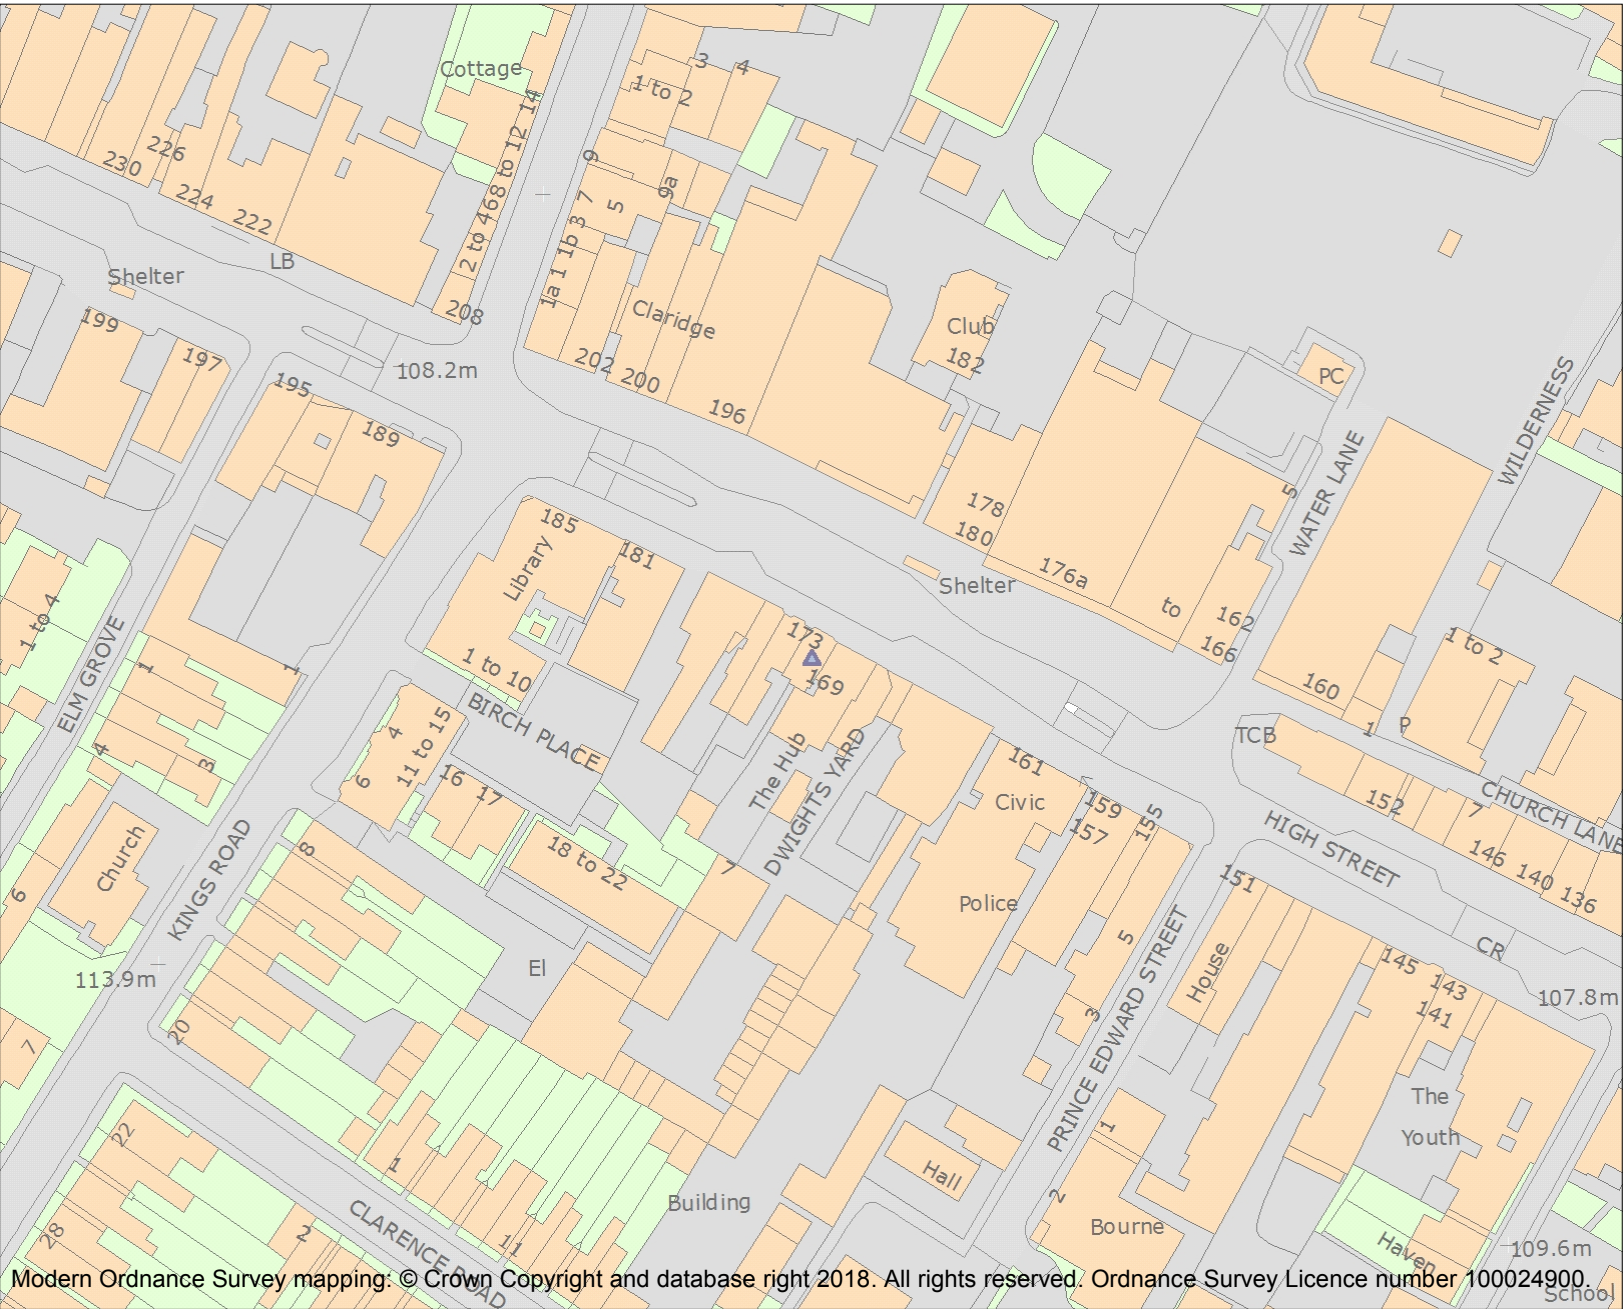 Cottage
3
4
1 to 2
14
8 to 12
2 to 46
230
226
224
222
LB
Shelter
208
9
9a
5
7
3
1b
1
1a
Claridge
202
200
196
Club
182
PC
WILDERNESS
WATER LANE
5
199
197
195
189
108.2m
185
181
Library
1 to 10
178
180
176a
to
162
166
Shelter
1 to 2
160
1
P
TCB
CHURCH LANE
173
169
1 to 4
ELM GROVE
1
1
4
3
BIRCH PLACE
4
6
11 to 15
16
17
18 to 22
The Hub
DWIGHTS YARD
7
161
Civic
159
157
155
Police
152
7
146
140
136
HIGH STREET
151
CR
Church
6
KINGS ROAD
8
113.9m
20
7
El
5
3
PRINCE EDWARD STREET
House
145
143
141
107.8m
The
Youth
1
2
Hall
Bourne
Building
22
28
1
2
11
CLARENCE ROAD
Haven
109.6m
School
Modern Ordnance Survey mapping: © Crown Copyright and database right 2018. All rights reserved. Ordnance Survey Licence number 100024900.